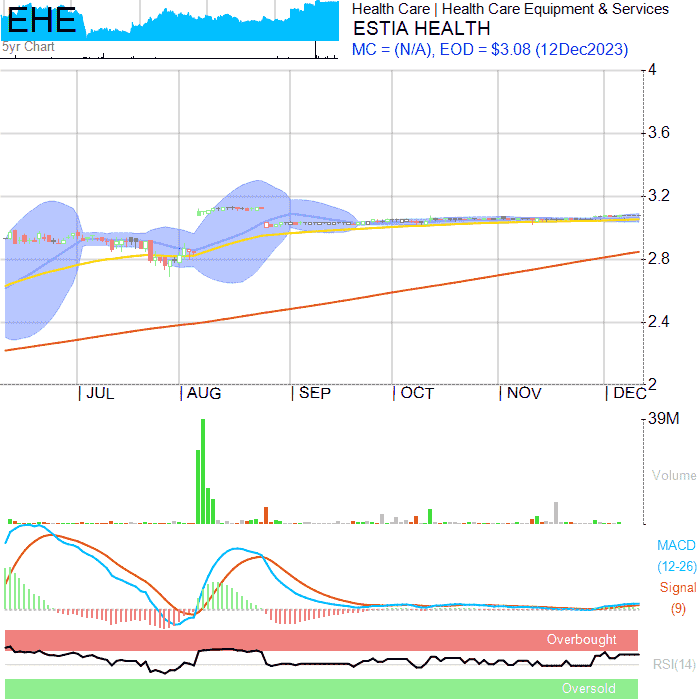 EHE
5yr Chart
Health Care | Health Care Equipment & Services
ESTIA HEALTH
MC = (N/A), EOD = $3.08 (12Dec2023)
4
3.6
3.2
2.8
2.4
2
| JUL | AUG | SEP | OCT | NOV | DEC
39M
Volume
MACD
(12-26)
Signal
(9)
Overbought
RSI(14)
Oversold